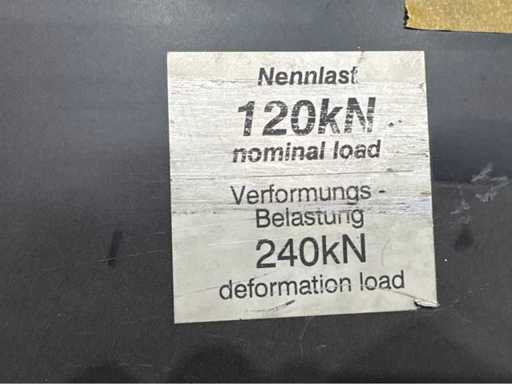 Nennlast
120kN
nominal load
Verformungs -
Belastung
240kN
deformation load